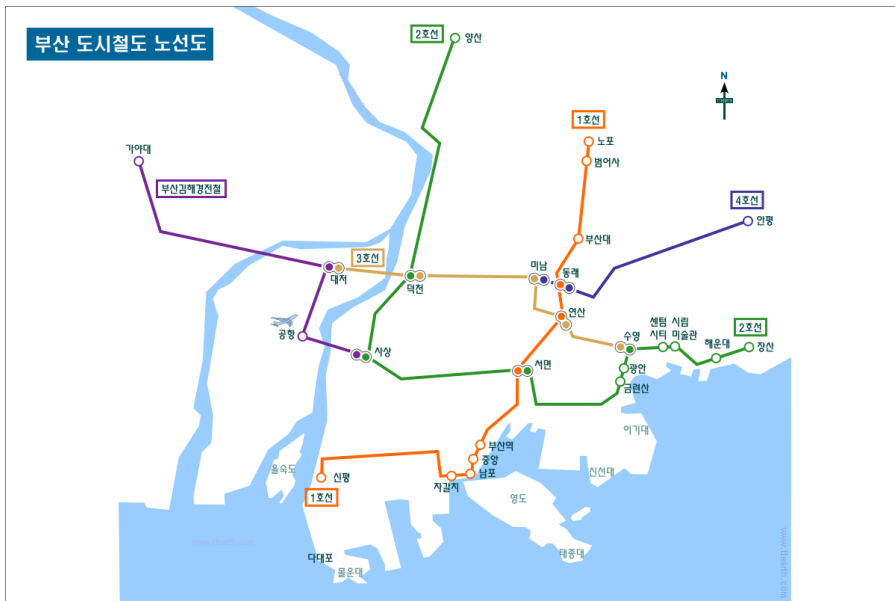 부산 도시철도 노선도
2호선
양산
N
1호선
노포
가야대
범어사
부산김해경전철
4호선
안평
부산대
3호선
미남
동래
대저
덕천
연산
공항
센텀 시립
2호선
수영
시티 미술관
해운대
장산
사상
서면
광안
금련산
이기대
부산역
중앙
을숙도
신평
남포
신선대
자갈치
1호선
영도
www.ttearth.com
다대포
태종대
몰운대